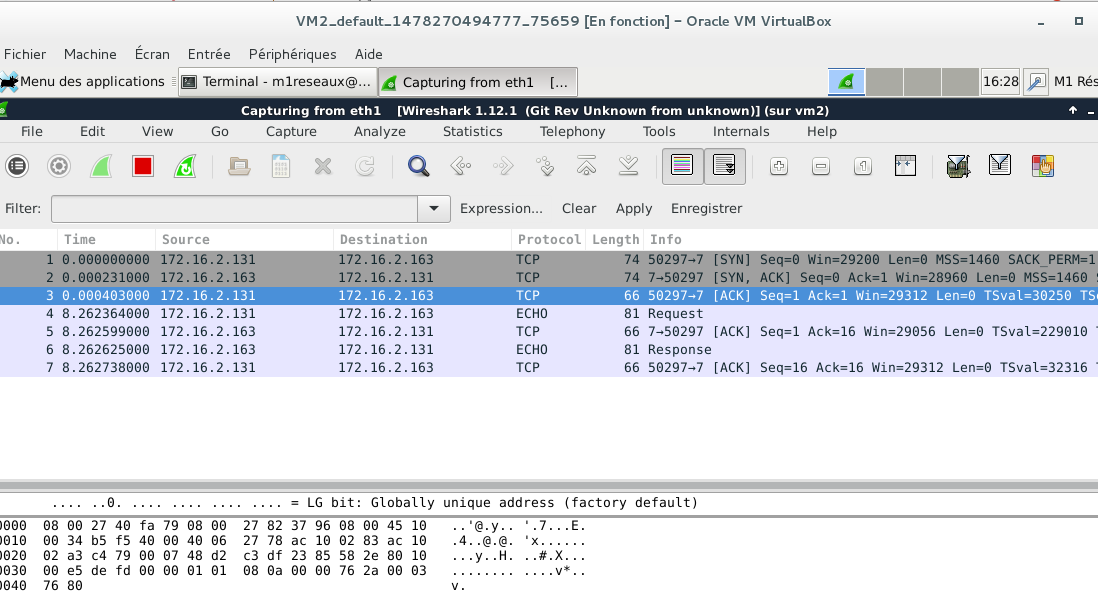 VM2_default_1478270494777_75659 [En fonction] – Oracle VM VirtualBox
Fichier Machine Écran Entrée Périphériques Aide
Menu des applications Terminal - m1reseaux@... Capturing from eth1 [... 16:28 M1 Rés
Capturing from eth1 [Wireshark 1.12.1 (Git Rev Unknown from unknown)] (sur vm2)
File Edit View Go Capture Analyze Statistics Telephony Tools Internals Help
Filter: Expression... Clear Apply Enregistrer
No. Time Source Destination Protocol Length Info
1 0.000000000 172.16.2.131 172.16.2.163 TCP 74 50297→7 [SYN] Seq=0 Win=29200 Len=0 MSS=1460 SACK_PERM=1
2 0.000231000 172.16.2.163 172.16.2.131 TCP 74 7→50297 [SYN, ACK] Seq=0 Ack=1 Win=28960 Len=0 MSS=1460 S
3 0.000403000 172.16.2.131 172.16.2.163 TCP 66 50297→7 [ACK] Seq=1 Ack=1 Win=29312 Len=0 TSval=30250 TS
4 8.262364000 172.16.2.131 172.16.2.163 ECHO 81 Request
5 8.262599000 172.16.2.163 172.16.2.131 TCP 66 7→50297 [ACK] Seq=1 Ack=16 Win=29056 Len=0 TSval=229010 T
6 8.262625000 172.16.2.163 172.16.2.131 ECHO 81 Response
7 8.262738000 172.16.2.131 172.16.2.163 TCP 66 50297→7 [ACK] Seq=16 Ack=16 Win=29312 Len=0 TSval=32316 T
.... ..0. .... .... .... .... = LG bit: Globally unique address (factory default)
0000 08 00 27 40 fa 79 08 00 27 82 37 96 08 00 45 10 ..'@.y.. '.7...E.
0010 00 34 b5 f5 40 00 40 06 27 78 ac 10 02 83 ac 10 .4..@.@. 'x......
0020 02 a3 c4 79 00 07 48 d2 c3 df 23 85 58 2e 80 10 ...y..H. ..#.X...
0030 00 e5 de fd 00 00 01 01 08 0a 00 00 76 2a 00 03 ........ ....v*..
0040 76 80 v.